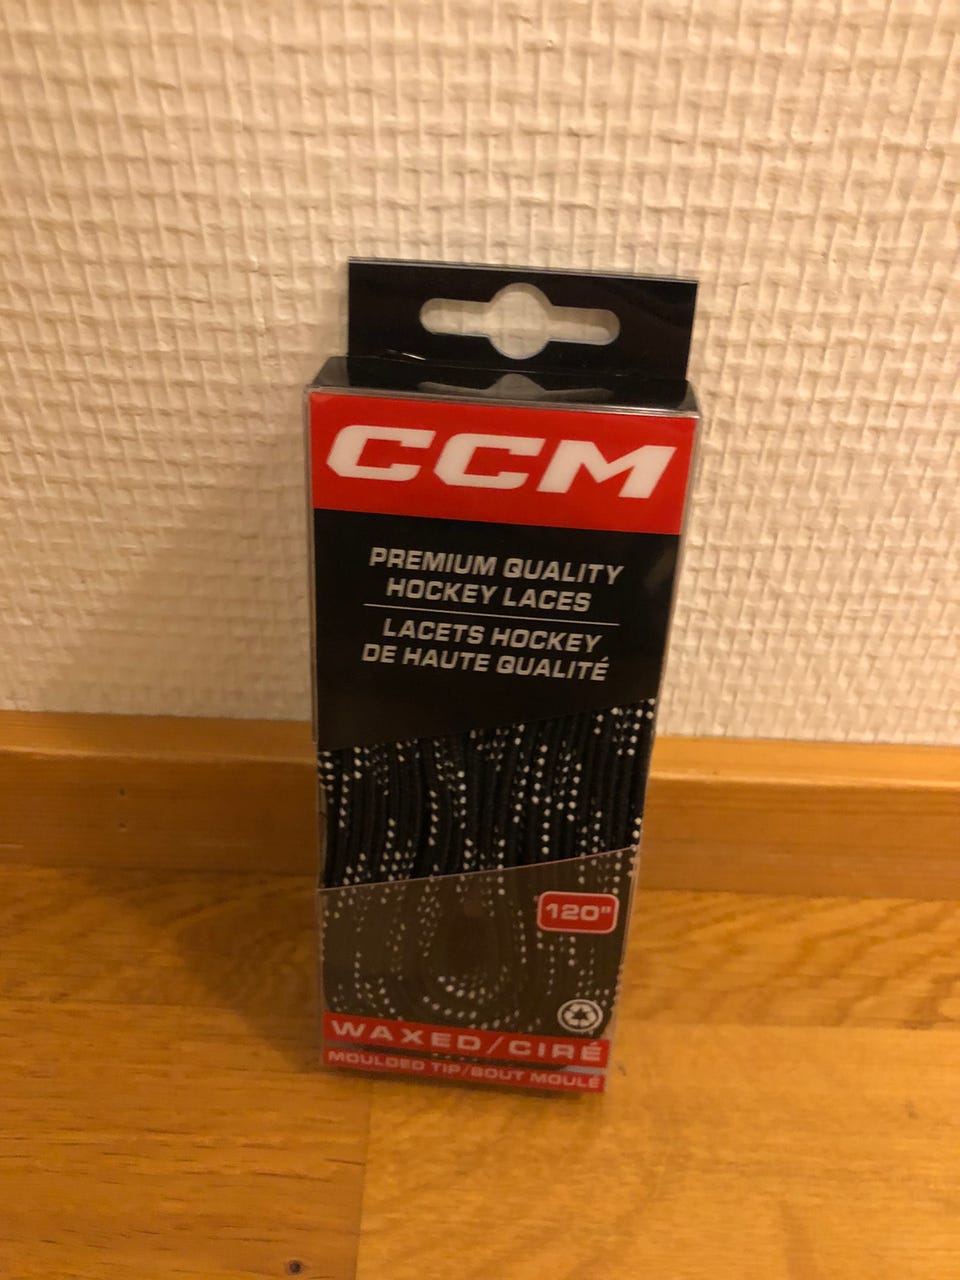 CCM
PREMIUM QUALITY
HOCKEY LACES
LACETS HOCKEY
DE HAUTE QUALITÉ
120"
WAXED/CIRÉ
MOULDED TIP/BOUT MOULÉ